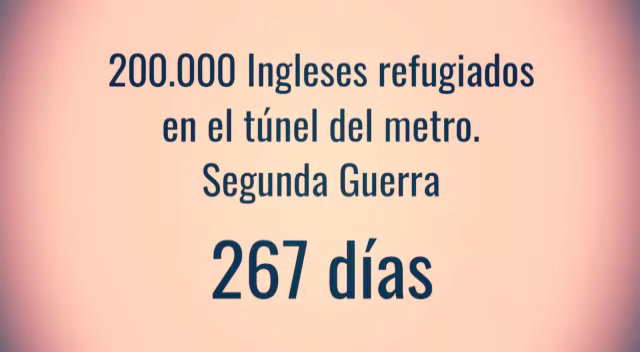 200.000 Ingleses refugiados
en el túnel del metro.
Segunda Guerra
267 días